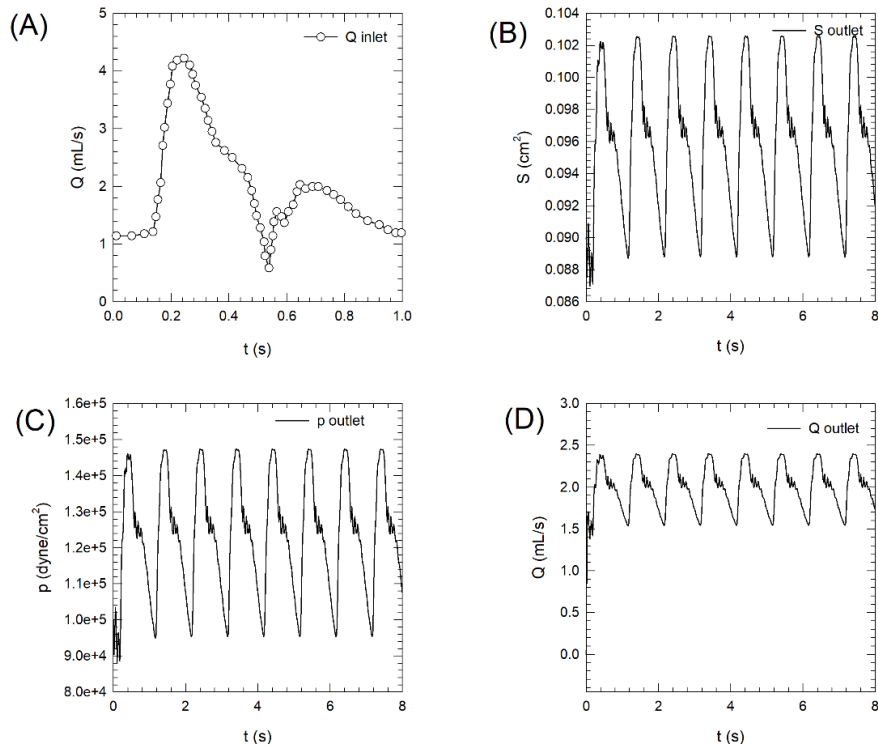 (A)
Q inlet
5
4
3
2
1
0
Q (mL/s)
0.0 0.2 0.4 0.6 0.8 1.0
t (s)
(B)
S outlet
0.104
0.102
0.100
0.098
0.096
0.094
0.092
0.090
0.088
0.086
S (cm²)
0 2 4 6 8
t (s)
(C)
p outlet
1.6e+5
1.5e+5
1.4e+5
1.3e+5
1.2e+5
1.1e+5
1.0e+5
9.0e+4
8.0e+4
p (dyne/cm²)
0 2 4 6 8
t (s)
(D)
Q outlet
3.0
2.5
2.0
1.5
1.0
0.5
0.0
Q (mL/s)
0 2 4 6 8
t (s)